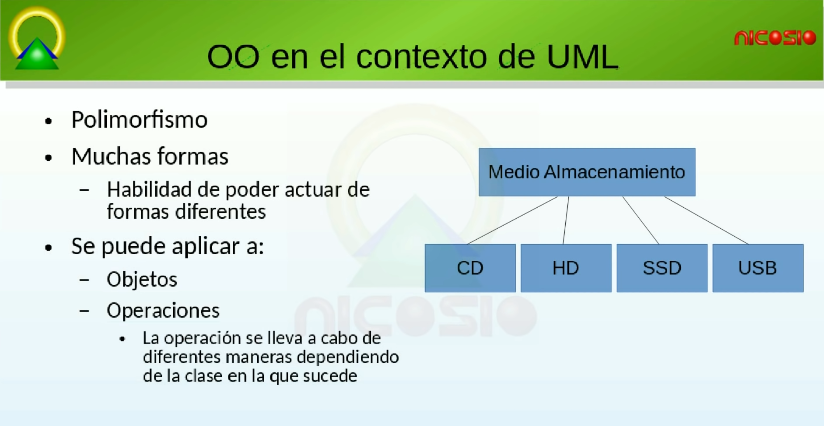 NICOSIO
OO en el contexto de UML
• Polimorfismo
• Muchas formas
– Habilidad de poder actuar de
formas diferentes
• Se puede aplicar a:
– Objetos
– Operaciones
• La operación se lleva a cabo de
diferentes maneras dependiendo
de la clase en la que sucede
Medio Almacenamiento
CD
HD
SSD
USB
NICOSIO